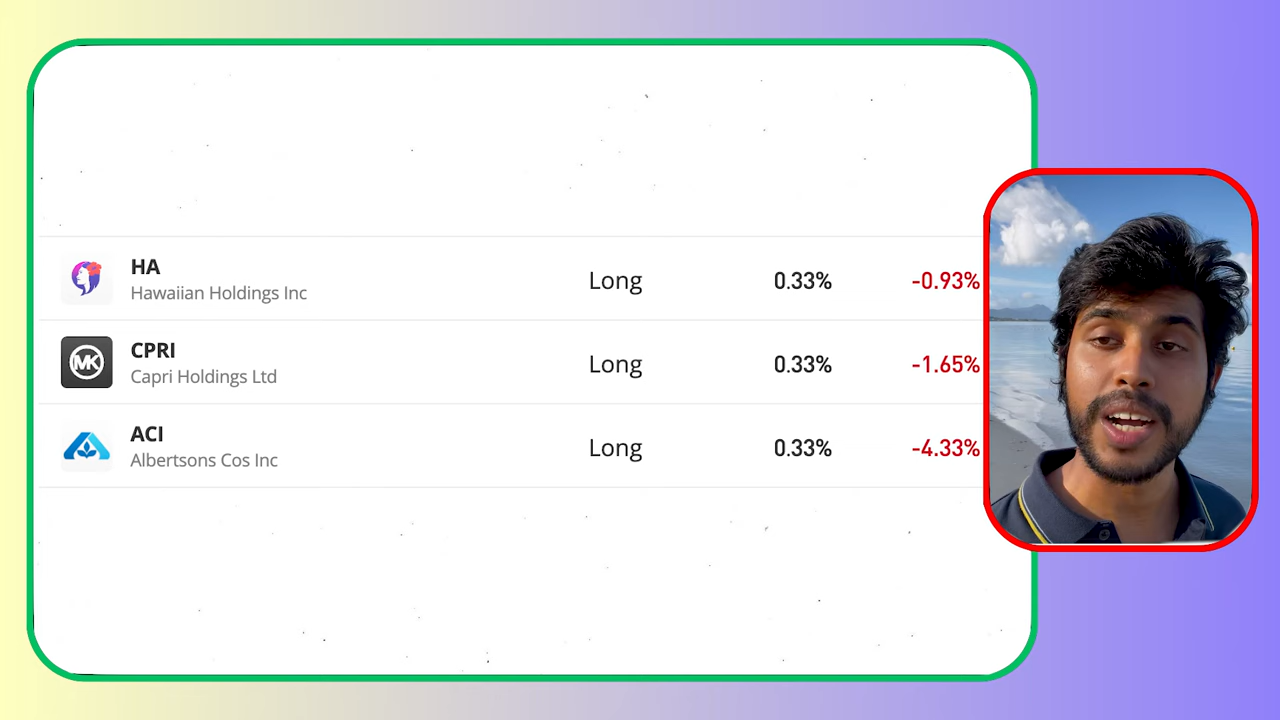 HA
Hawaiian Holdings Inc
Long 0.33% -0.93%
MK
CPRI
Capri Holdings Ltd
Long 0.33% -1.65%
ACI
Albertsons Cos Inc
Long 0.33% -4.33%